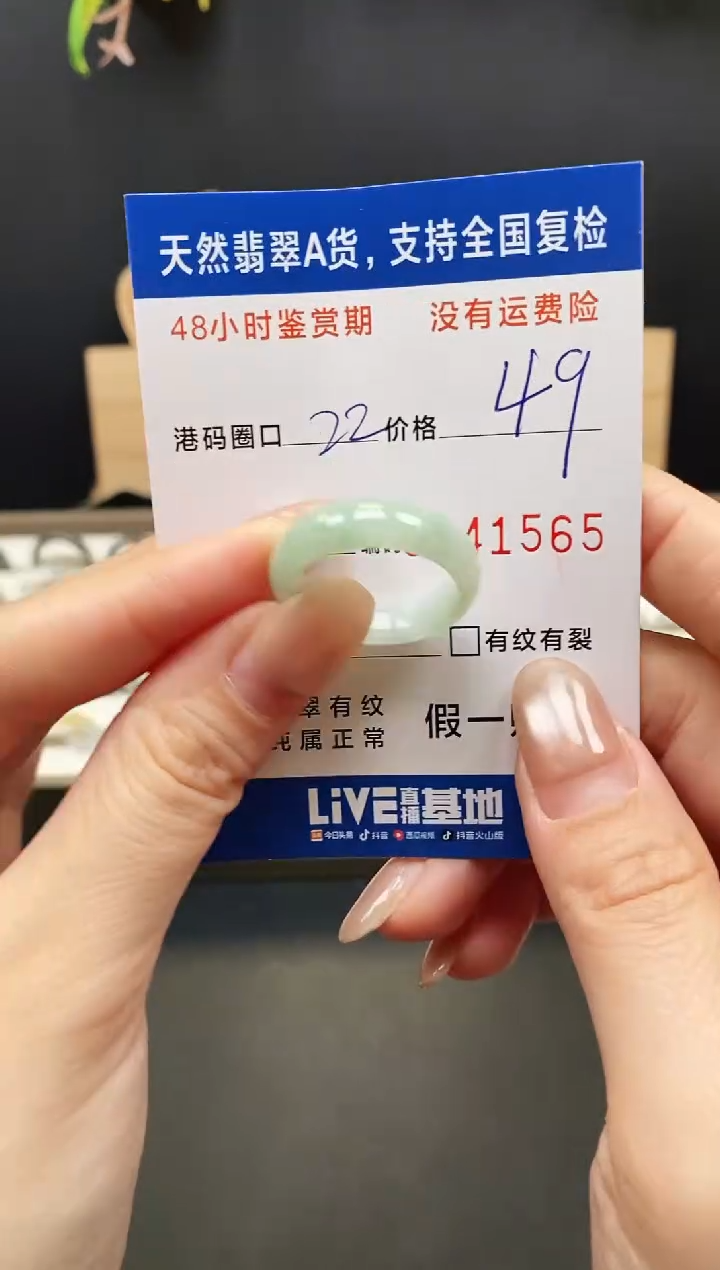 天然翡翠A货，支持全国复检
48小时鉴赏期 没有运费险
港码圈口 22 价格 49
41565
□有纹有裂
翠有纹
纯属正常 假一
LiVE直播基地
今日头条 抖音 西瓜视频 抖音火山版